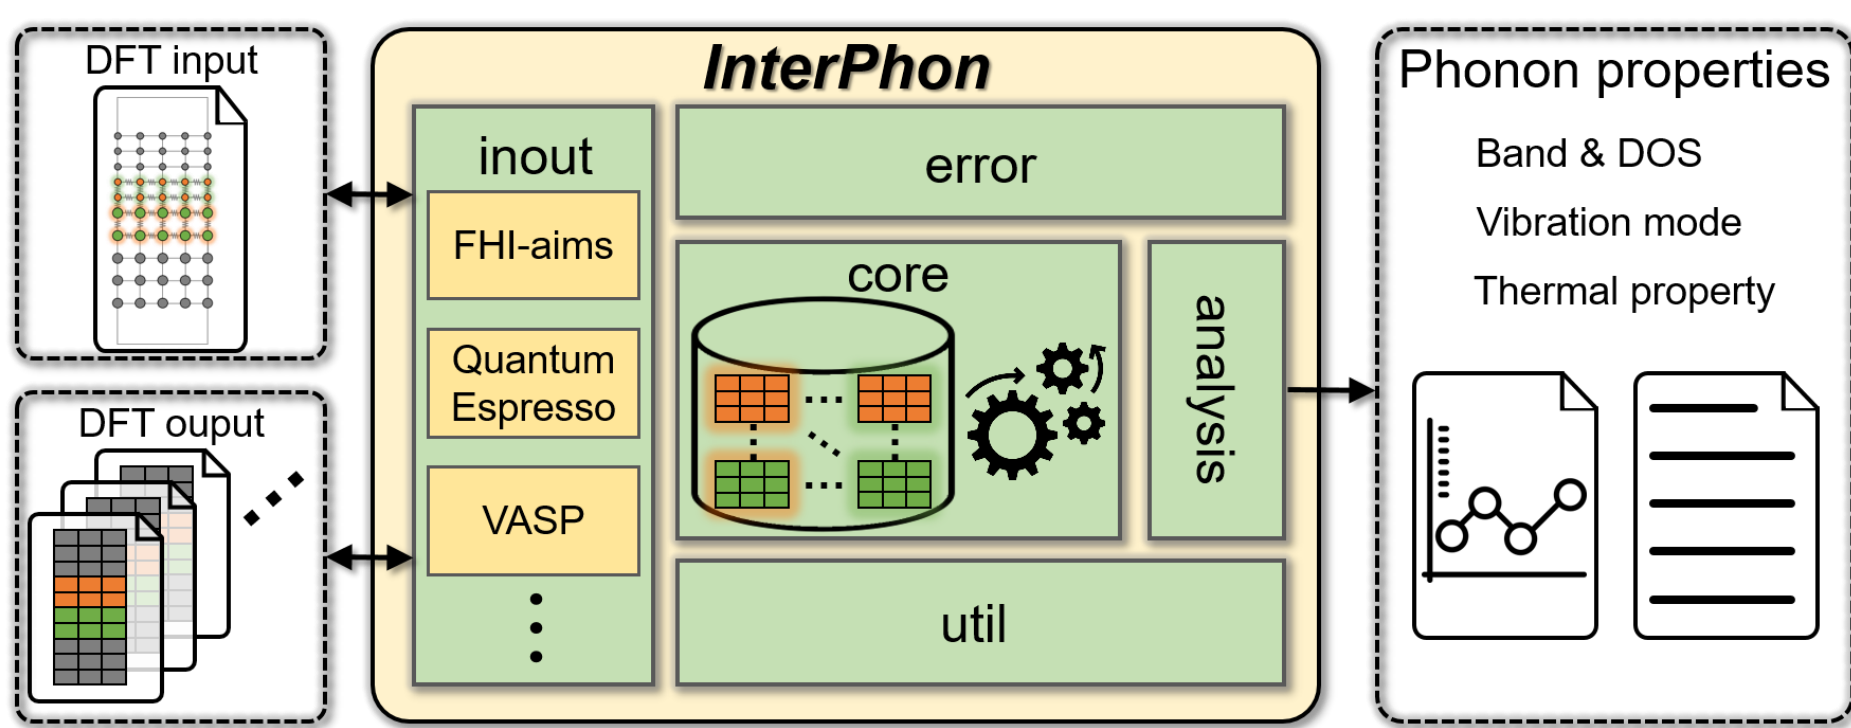 DFT input
DFT ouput
InterPhon
inout
FHI-aims
Quantum
Espresso
VASP
error
core
analysis
util
Phonon properties
Band & DOS
Vibration mode
Thermal property